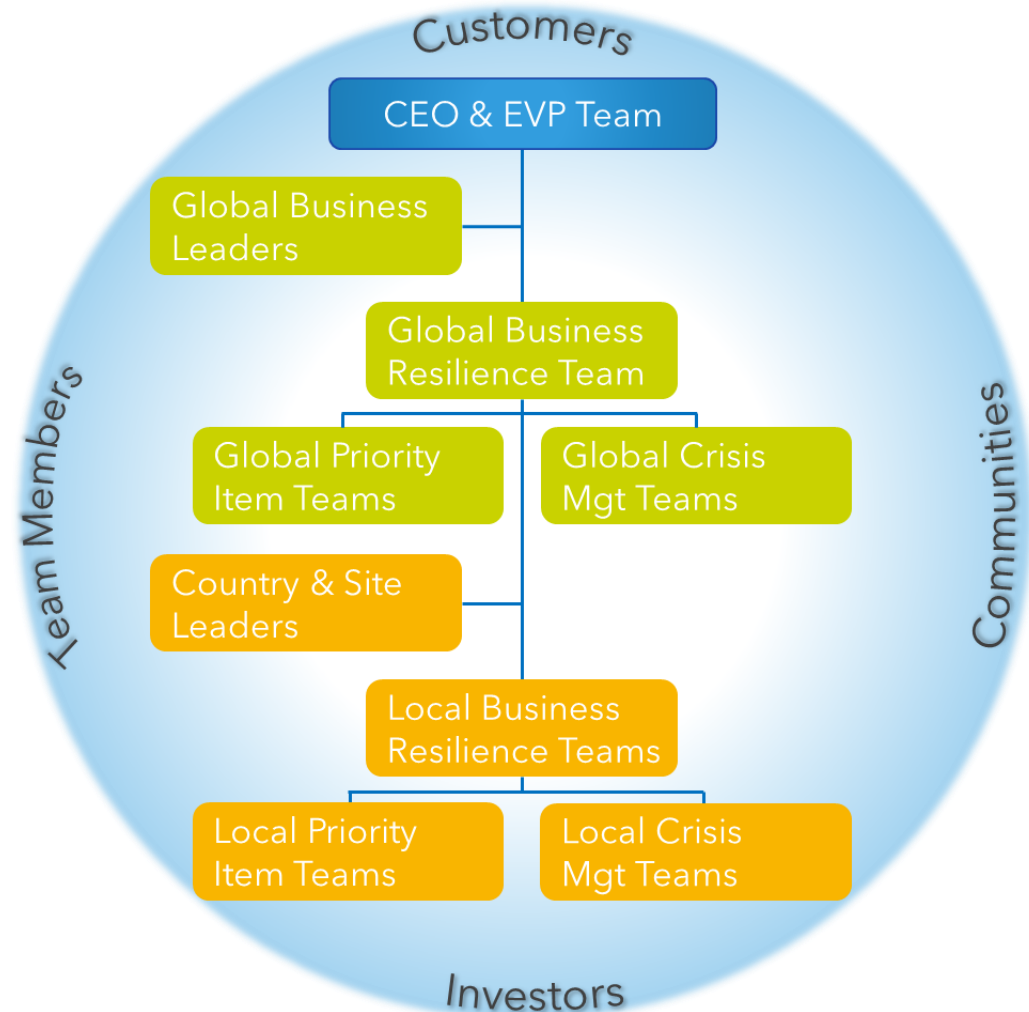 Customers
CEO & EVP Team
Global Business
Leaders
Global Business
Resilience Team
Global Priority
Item Teams
Global Crisis
Mgt Teams
Team Members
Communities
Country & Site
Leaders
Local Business
Resilience Teams
Local Priority
Item Teams
Local Crisis
Mgt Teams
Investors